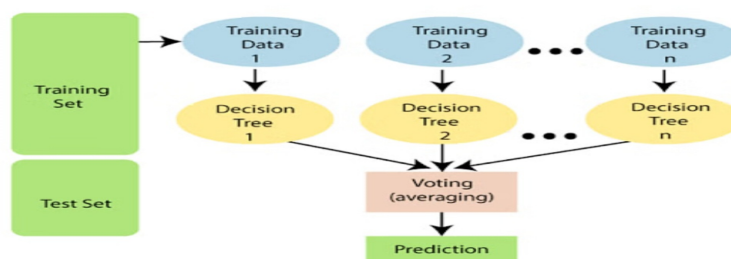 Training
Set
Test Set
Training
Data
1
Training
Data
2
Training
Data
n
Decision
Tree
1
Decision
Tree
2
Decision
Tree
n
Voting
(averaging)
Prediction